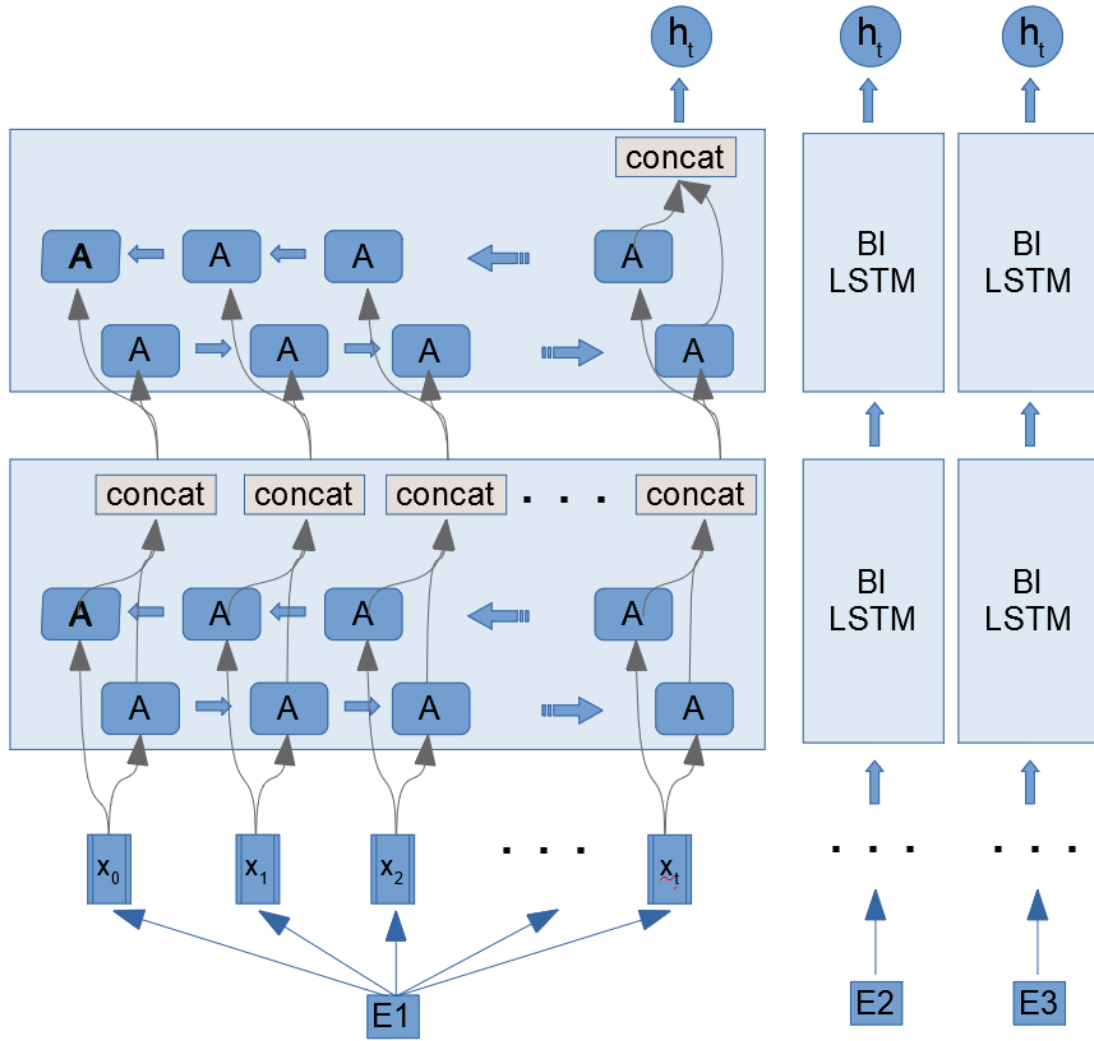 hₜ hₜ hₜ
concat
A A A A
A A A A
BI
LSTM
BI
LSTM
concat concat concat . . . concat
A A A A
A A A A
BI
LSTM
BI
LSTM
x₀ x₁ x₂ . . . xₜ . . . . . .
E1 E2 E3